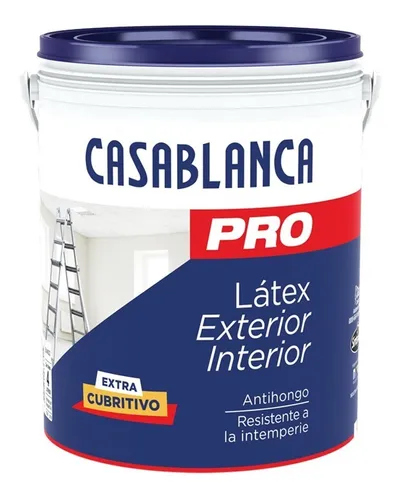 CASABLANCA
PRO
Látex
Exterior
Interior
EXTRA
CUBRITIVO
Antihongo
Resistente a
la intemperie